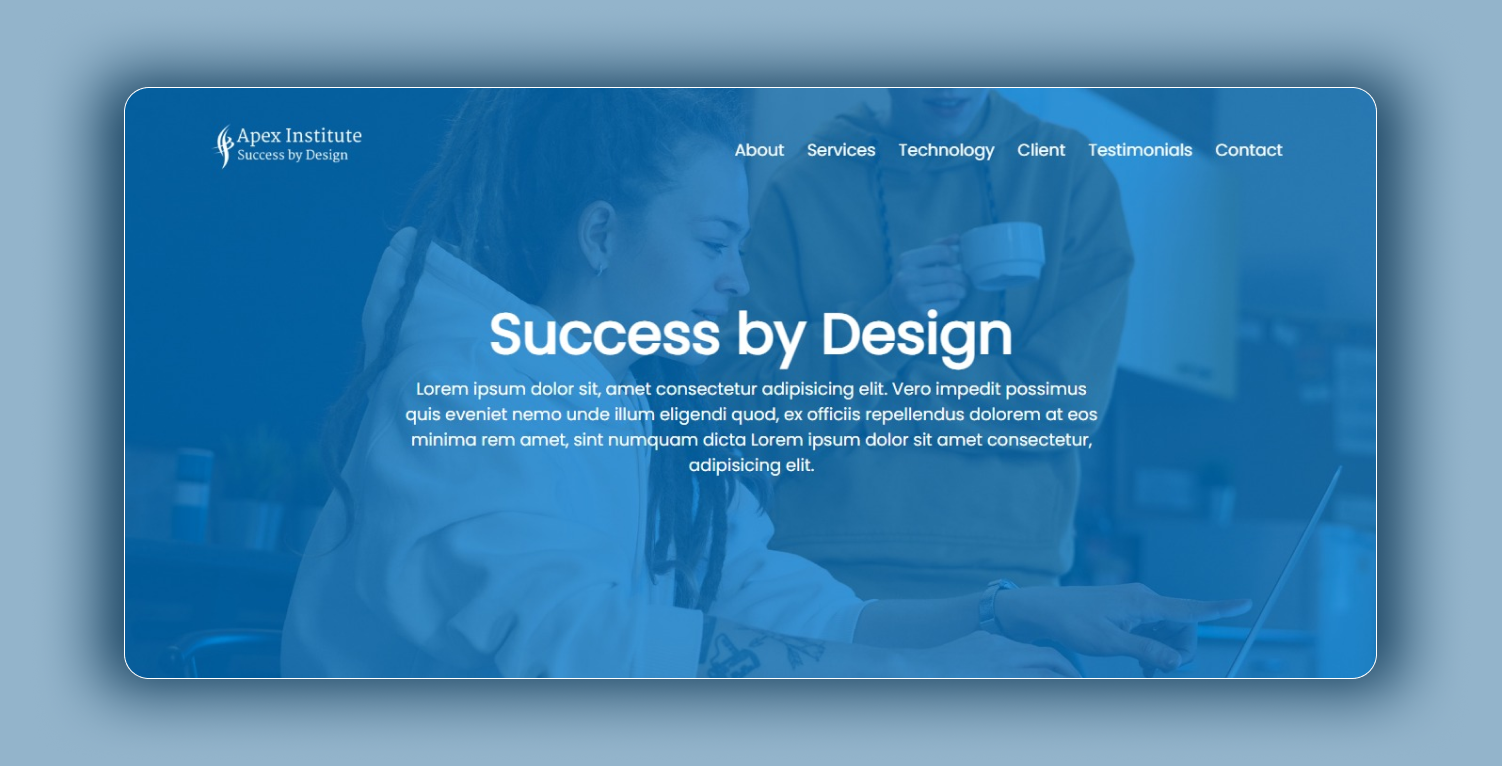 Apex Institute
Success by Design
About Services Technology Client Testimonials Contact
Success by Design
Lorem ipsum dolor sit, amet consectetur adipisicing elit. Vero impedit possimus
quis eveniet nemo unde illum eligendi quod, ex officiis repellendus dolorem at eos
minima rem amet, sint numquam dicta Lorem ipsum dolor sit amet consectetur,
adipisicing elit.